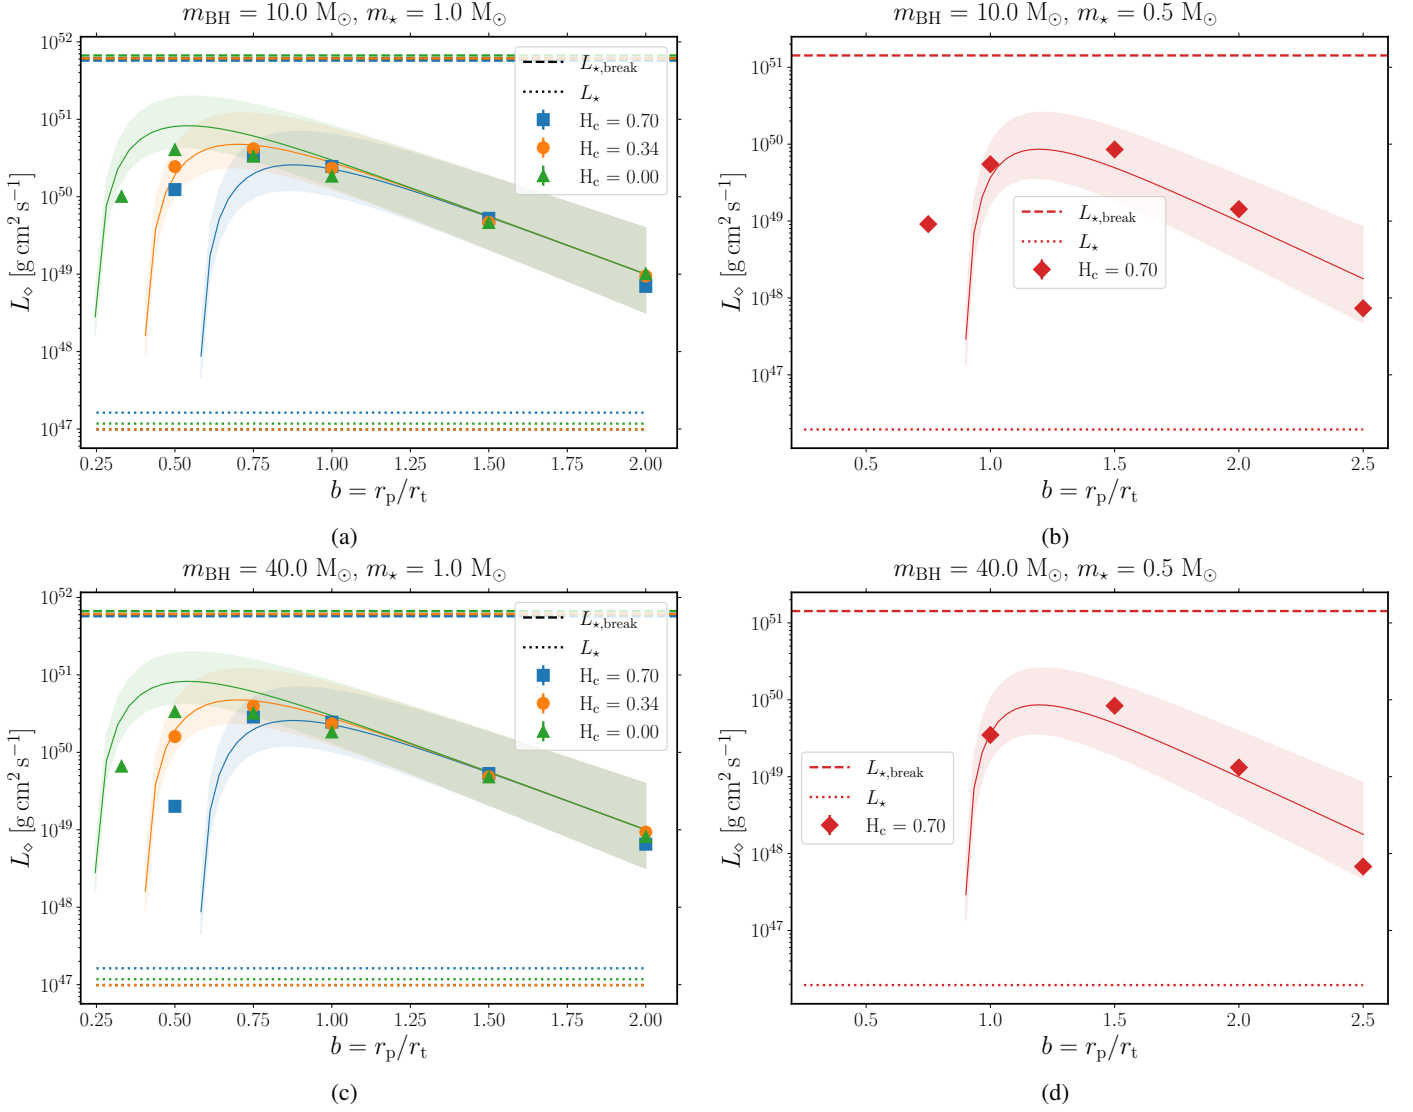 m_BH = 10.0 M_⊙, m_⋆ = 1.0 M_⊙
10^52
10^51
10^50
10^49
10^48
10^47
L_⋄ [g cm^2 s^−1]
L_⋆,break
L_⋆
H_c = 0.70
H_c = 0.34
H_c = 0.00
0.25 0.50 0.75 1.00 1.25 1.50 1.75 2.00
b = r_p/r_t
(a)
m_BH = 10.0 M_⊙, m_⋆ = 0.5 M_⊙
10^51
10^50
10^49
10^48
10^47
L_⋄ [g cm^2 s^−1]
L_⋆,break
L_⋆
H_c = 0.70
0.5 1.0 1.5 2.0 2.5
b = r_p/r_t
(b)
m_BH = 40.0 M_⊙, m_⋆ = 1.0 M_⊙
10^52
10^51
10^50
10^49
10^48
10^47
L_⋄ [g cm^2 s^−1]
L_⋆,break
L_⋆
H_c = 0.70
H_c = 0.34
H_c = 0.00
0.25 0.50 0.75 1.00 1.25 1.50 1.75 2.00
b = r_p/r_t
(c)
m_BH = 40.0 M_⊙, m_⋆ = 0.5 M_⊙
10^51
10^50
10^49
10^48
10^47
L_⋄ [g cm^2 s^−1]
L_⋆,break
L_⋆
H_c = 0.70
0.5 1.0 1.5 2.0 2.5
b = r_p/r_t
(d)